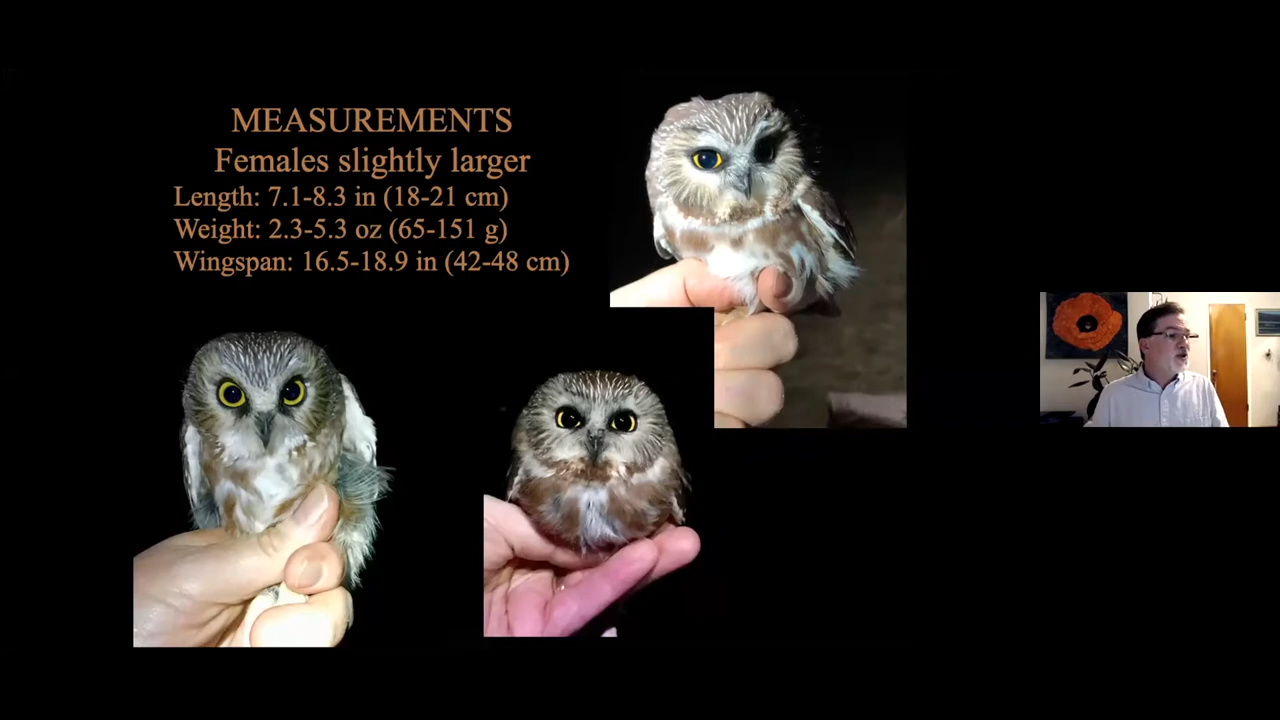 MEASUREMENTS
Females slightly larger
Length: 7.1-8.3 in (18-21 cm)
Weight: 2.3-5.3 oz (65-151 g)
Wingspan: 16.5-18.9 in (42-48 cm)